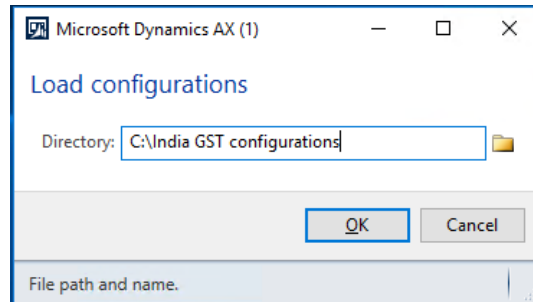 Microsoft Dynamics AX (1)
Load configurations
Directory: C:\India GST configurations
OK Cancel
File path and name.